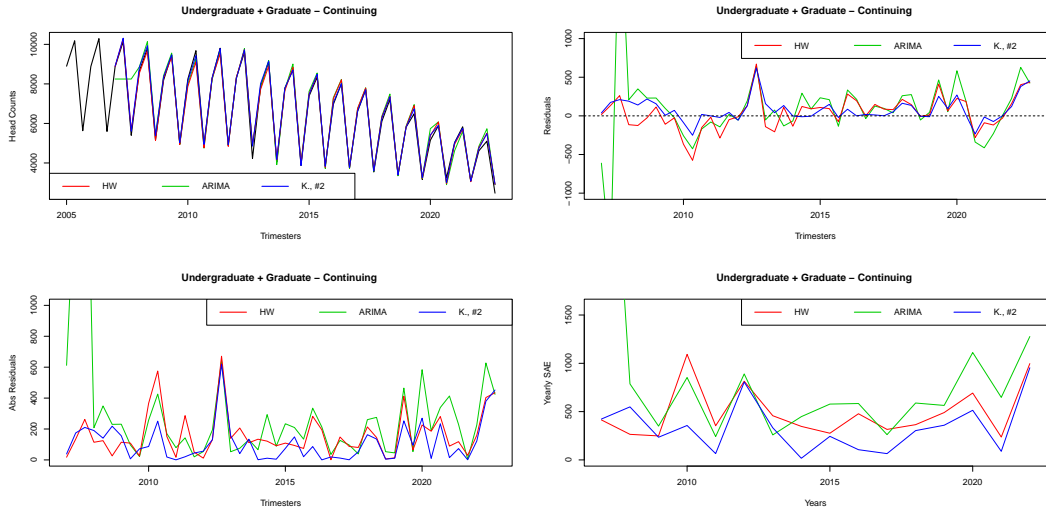 Undergraduate + Graduate – Continuing
Head Counts
4000 6000 8000 10000
HW ARIMA K., #2
2005 2010 2015 2020
Trimesters
Undergraduate + Graduate – Continuing
Residuals
−1000 −500 0 500 1000
HW ARIMA K., #2
2010 2015 2020
Trimesters
Undergraduate + Graduate – Continuing
Abs Residuals
0 200 400 600 800 1000
HW ARIMA K., #2
2010 2015 2020
Trimesters
Undergraduate + Graduate – Continuing
Yearly SAE
0 500 1000 1500
HW ARIMA K., #2
2010 2015 2020
Years